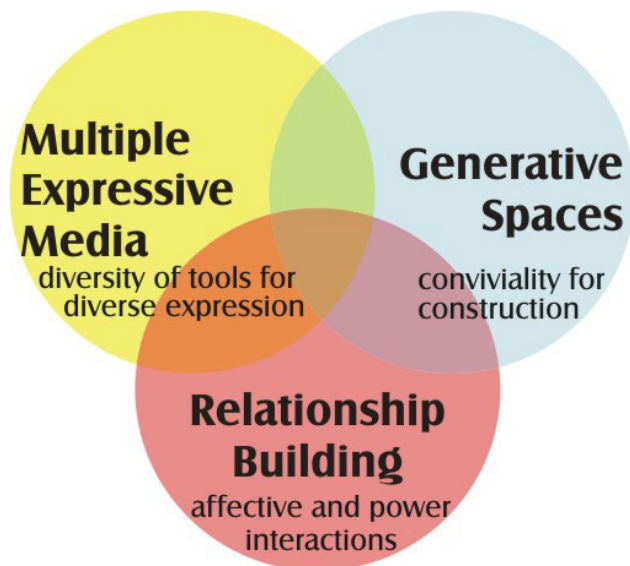 Multiple
Expressive
Media
diversity of tools for
diverse expression
Generative
Spaces
conviviality for
construction
Relationship
Building
affective and power
interactions